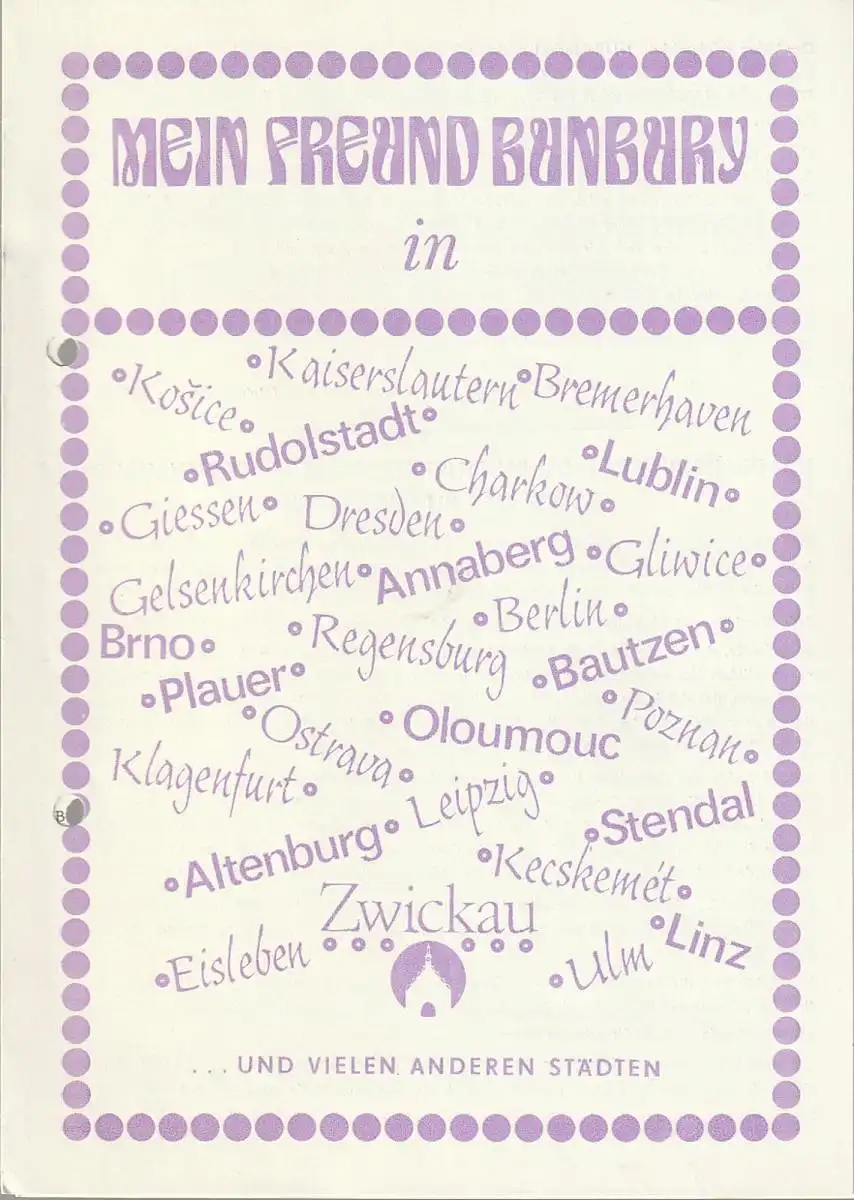 MEIN FREUND BUNBURY
in
Košice
Kaiserslautern
Bremerhaven
Rudolstadt
Charkow
Lublin
Giessen
Dresden
Gelsenkirchen
Annaberg
Gliwice
Brno
Regensburg
Berlin
Bautzen
Plauer
Ostrava
Oloumouc
Poznan
Klagenfurt
Leipzig
Stendal
Altenburg
Kecskemét
Zwickau
Linz
Eisleben
Ulm
...UND VIELEN ANDEREN STÄDTEN
B